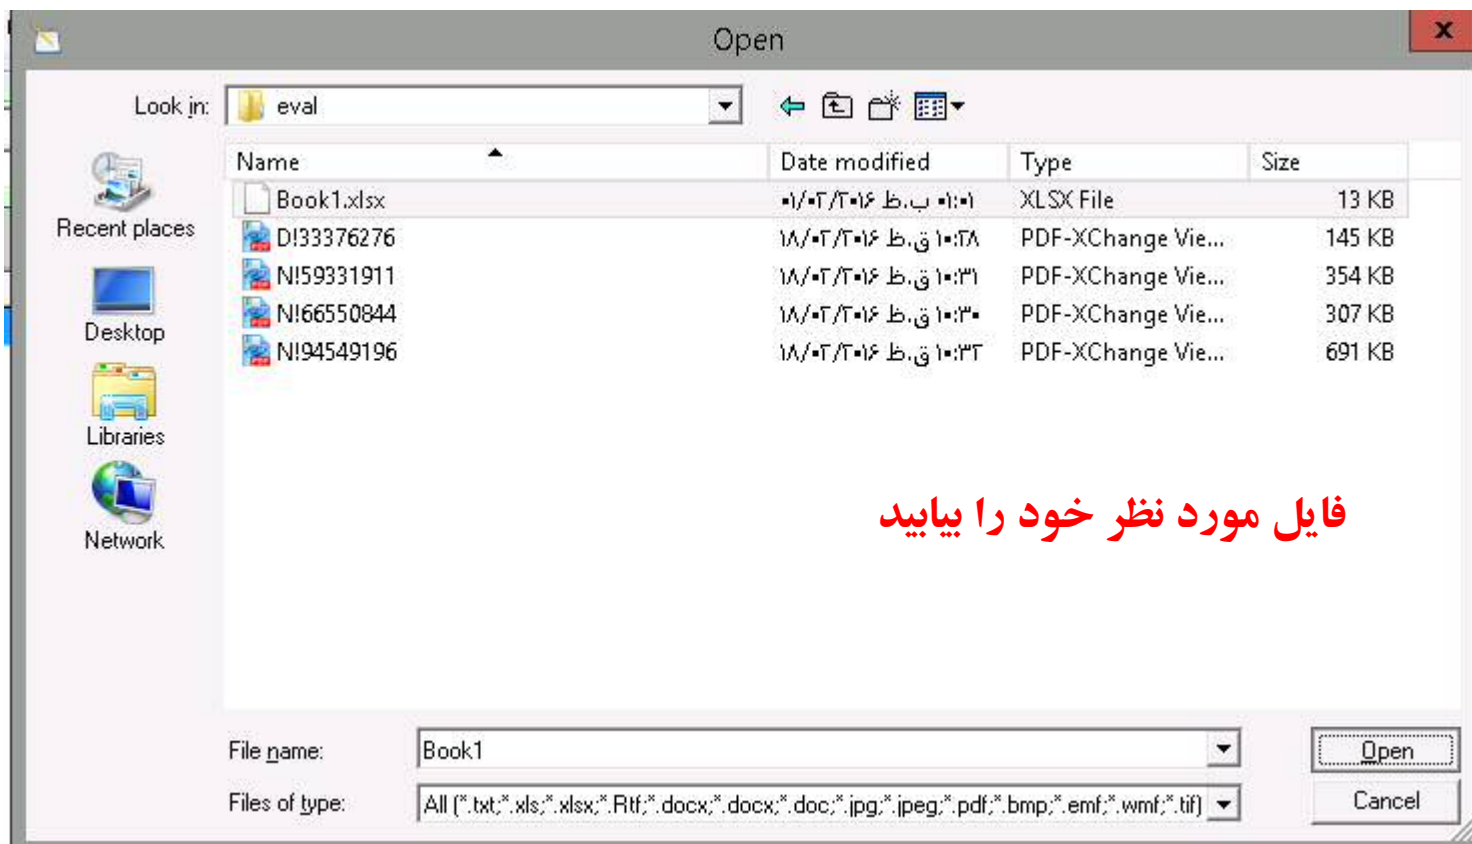 Open
x
Look in: eval
Name Date modified Type Size
Book1.xlsx ۰۱/۰۲/۲۰۱۶ ۰۱:۰۱ ب.ظ XLSX File 13 KB
D!33376276 ۱۸/۰۲/۲۰۱۶ ۱۰:۲۸ ق.ظ PDF-XChange Vie... 145 KB
N!59331911 ۱۸/۰۲/۲۰۱۶ ۱۰:۳۱ ق.ظ PDF-XChange Vie... 354 KB
N!66550844 ۱۸/۰۲/۲۰۱۶ ۱۰:۳۰ ق.ظ PDF-XChange Vie... 307 KB
N!94549196 ۱۸/۰۲/۲۰۱۶ ۱۰:۳۲ ق.ظ PDF-XChange Vie... 691 KB
Recent places
Desktop
Libraries
Network
فایل مورد نظر خود را بیابید
File name: Book1 Open
Files of type: All (*.txt;*.xls;*.xlsx;*.Rtf;*.docx;*.docx;*.doc;*.jpg;*.jpeg;*.pdf;*.bmp;*.emf;*.wmf;*.tif) Cancel